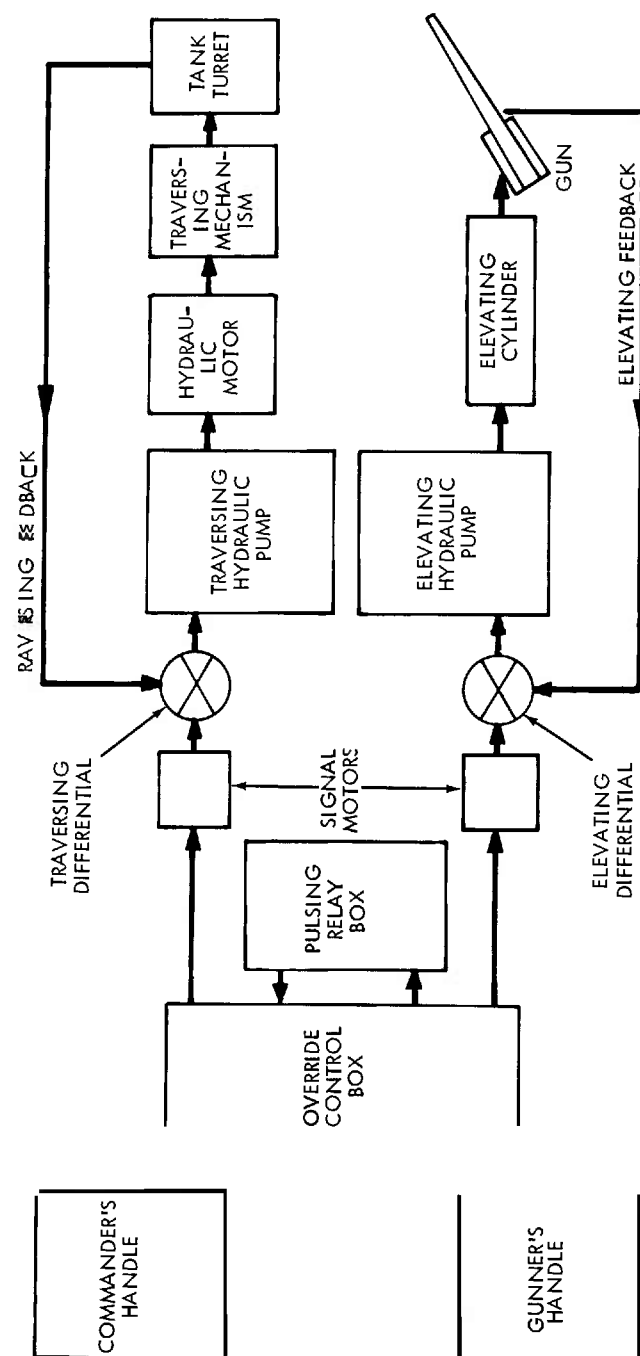 GUNNER'S
HANDLE
COMMANDER'S
HANDLE
OVERRIDE
CONTROL
BOX
PULSING
RELAY
BOX
ELEVATING
DIFFERENTIAL
SIGNAL
MOTORS
TRAVERSING
DIFFERENTIAL
ELEVATING
HYDRAULIC
PUMP
TRAVERSING
HYDRAULIC
PUMP
ELEVATING FEEDBACK
ELEVATING
CYLINDER
HYDRAU-
LIC
MOTOR
TRAVERS-
ING
MECHAN-
ISM
GUN
TANK
TURRET